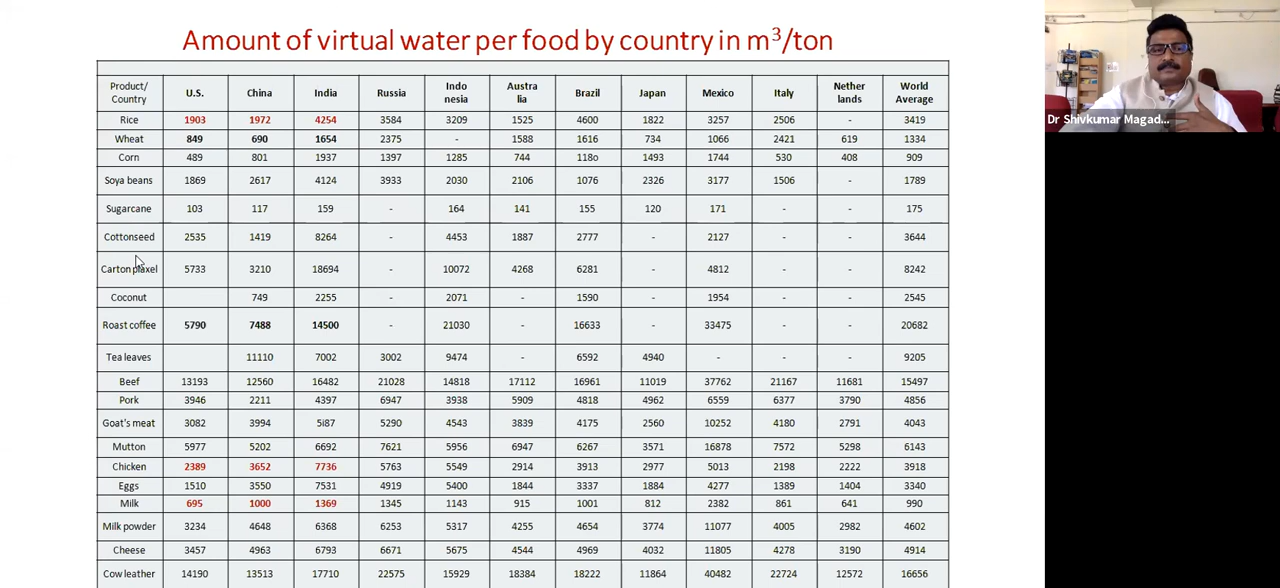 Amount of virtual water per food by country in m³/ton
Product/ Country U.S. China India Russia Indo nesia Austra lia Brazil Japan Mexico Italy Nether lands World Average
Rice 1903 1972 4254 3584 3209 1525 4600 1822 3257 2506 - 3419
Wheat 849 690 1654 2375 - 1588 1616 734 1066 2421 619 1334
Corn 489 801 1937 1397 1285 744 118o 1493 1744 530 408 909
Soya beans 1869 2617 4124 3933 2030 2106 1076 2326 3177 1506 - 1789
Sugarcane 103 117 159 - 164 141 155 120 171 - - 175
Cottonseed 2535 1419 8264 - 4453 1887 2777 - 2127 - - 3644
Carton plaxel 5733 3210 18694 - 10072 4268 6281 - 4812 - - 8242
Coconut 749 2255 - 2071 - 1590 - 1954 - - 2545
Roast coffee 5790 7488 14500 - 21030 - 16633 - 33475 - - 20682
Tea leaves 11110 7002 3002 9474 - 6592 4940 - - - 9205
Beef 13193 12560 16482 21028 14818 17112 16961 11019 37762 21167 11681 15497
Pork 3946 2211 4397 6947 3938 5909 4818 4962 6559 6377 3790 4856
Goat's meat 3082 3994 5i87 5290 4543 3839 4175 2560 10252 4180 2791 4043
Mutton 5977 5202 6692 7621 5956 6947 6267 3571 16878 7572 5298 6143
Chicken 2389 3652 7736 5763 5549 2914 3913 2977 5013 2198 2222 3918
Eggs 1510 3550 7531 4919 5400 1844 3337 1884 4277 1389 1404 3340
Milk 695 1000 1369 1345 1143 915 1001 812 2382 861 641 990
Milk powder 3234 4648 6368 6253 5317 4255 4654 3774 11077 4005 2982 4602
Cheese 3457 4963 6793 6671 5675 4544 4969 4032 11805 4278 3190 4914
Cow leather 14190 13513 17710 22575 15929 18384 18222 11864 40482 22724 12572 16656
Dr Shivkumar Magad...